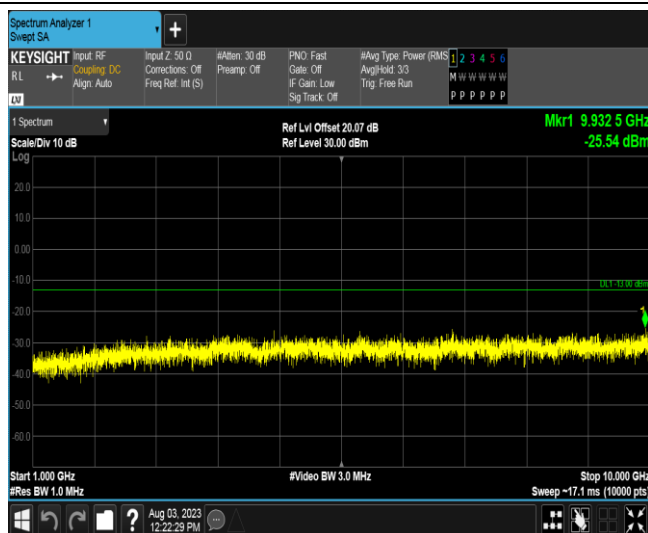 Spectrum Analyzer 1
Swept SA
+
KEYSIGHT
RL
LXI
Input: RF
Coupling: DC
Align: Auto
Input Z: 50 Ω
Corrections: Off
Freq Ref: Int (S)
#Atten: 30 dB
Preamp: Off
PNO: Fast
Gate: Off
IF Gain: Low
Sig Track: Off
#Avg Type: Power (RMS
Avg|Hold: 3/3
Trig: Free Run
1 2 3 4 5 6
M W W W W W
P P P P P P
1 Spectrum
Scale/Div 10 dB
Log
Ref Lvl Offset 20.07 dB
Ref Level 30.00 dBm
Mkr1 9.932 5 GHz
-25.54 dBm
20.0
10.0
0.00
-10.0
DL1 -13.00 dBm
1
-20.0
-30.0
-40.0
-50.0
-60.0
Start 1.000 GHz
#Res BW 1.0 MHz
#Video BW 3.0 MHz
Stop 10.000 GHz
Sweep ~17.1 ms (10000 pts)
?
Aug 03, 2023
12:22:29 PM